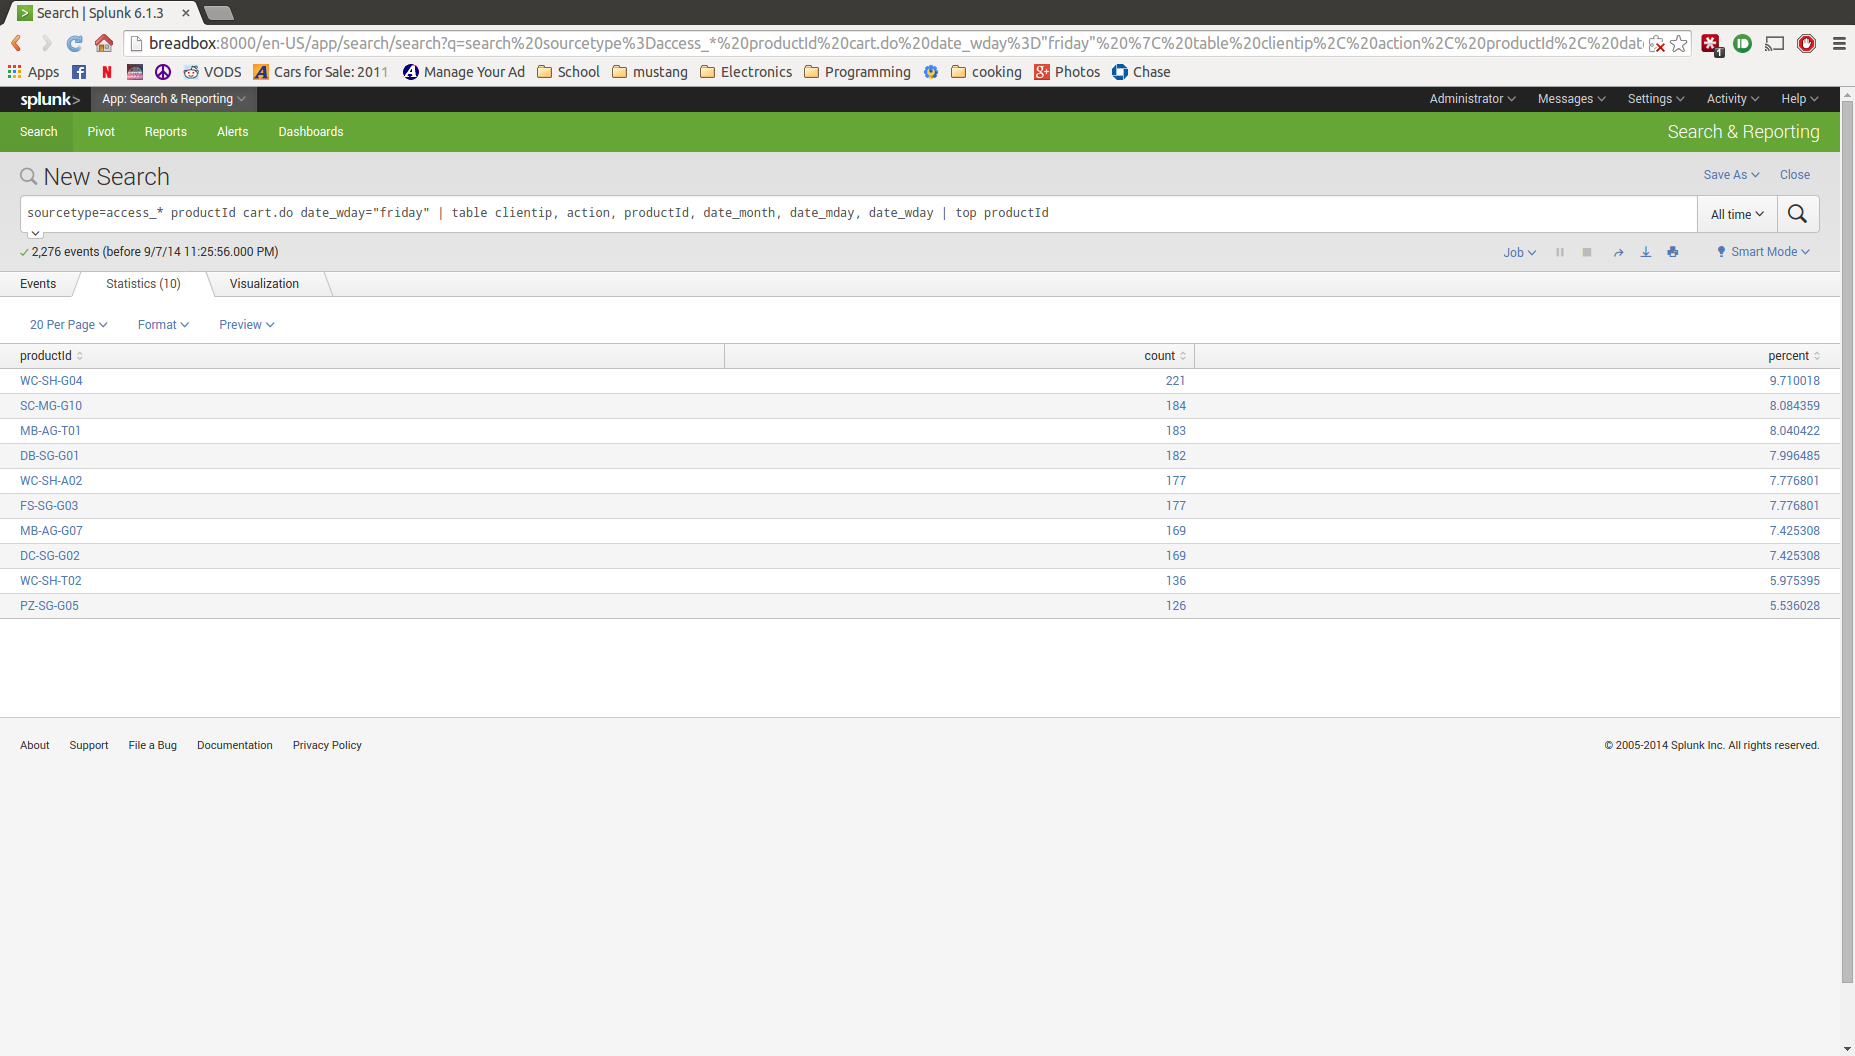 Search | Splunk 6.1.3
breadbox:8000/en-US/app/search/search?q=search%20sourcetype%3Daccess_*%20productId%20cart.do%20date_wday%3D"friday"%20%7C%20table%20clientip%2C%20action%2C%20productId%2C%20dat
Apps VODS Cars for Sale: 2011 Manage Your Ad School mustang Electronics Programming cooking Photos Chase
splunk> App: Search & Reporting Administrator Messages Settings Activity Help
Search Pivot Reports Alerts Dashboards Search & Reporting
New Search Save As Close
sourcetype=access_* productId cart.do date_wday="friday" | table clientip, action, productId, date_month, date_mday, date_wday | top productId All time
2,276 events (before 9/7/14 11:25:56.000 PM) Job Smart Mode
Events Statistics (10) Visualization
20 Per Page Format Preview
productId count percent
WC-SH-G04 221 9.710018
SC-MG-G10 184 8.084359
MB-AG-T01 183 8.040422
DB-SG-G01 182 7.996485
WC-SH-A02 177 7.776801
FS-SG-G03 177 7.776801
MB-AG-G07 169 7.425308
DC-SG-G02 169 7.425308
WC-SH-T02 136 5.975395
PZ-SG-G05 126 5.536028
About Support File a Bug Documentation Privacy Policy © 2005-2014 Splunk Inc. All rights reserved.